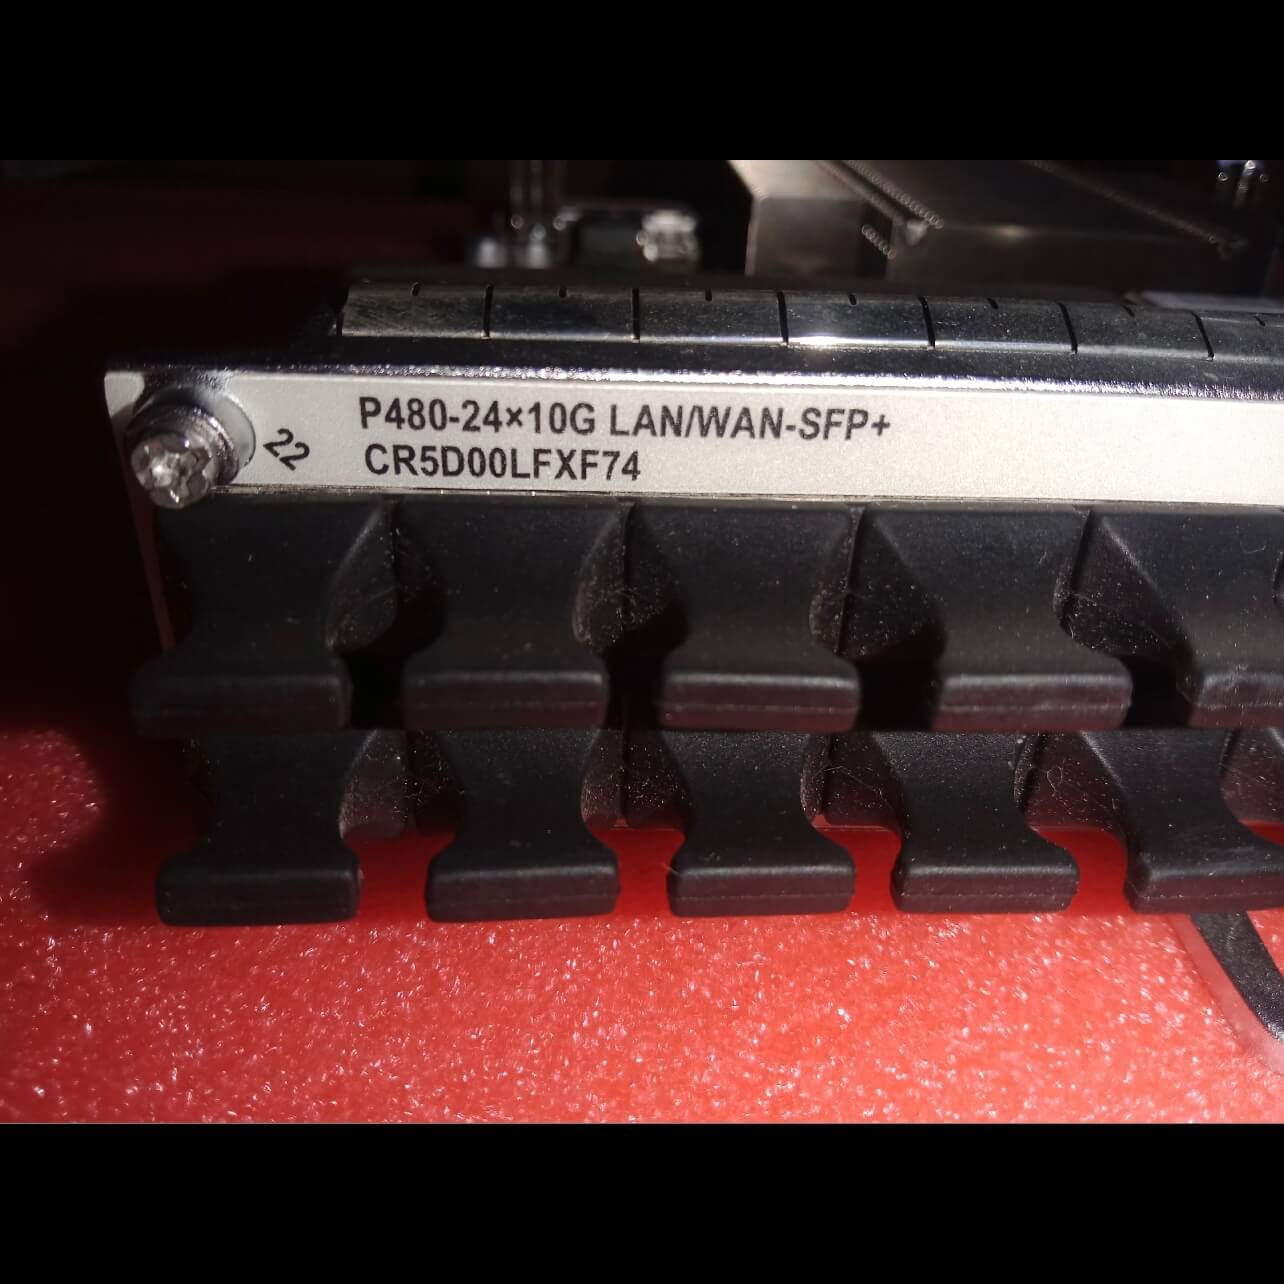 P480-24×10G LAN/WAN-SFP+
CR5D00LFXF74
22